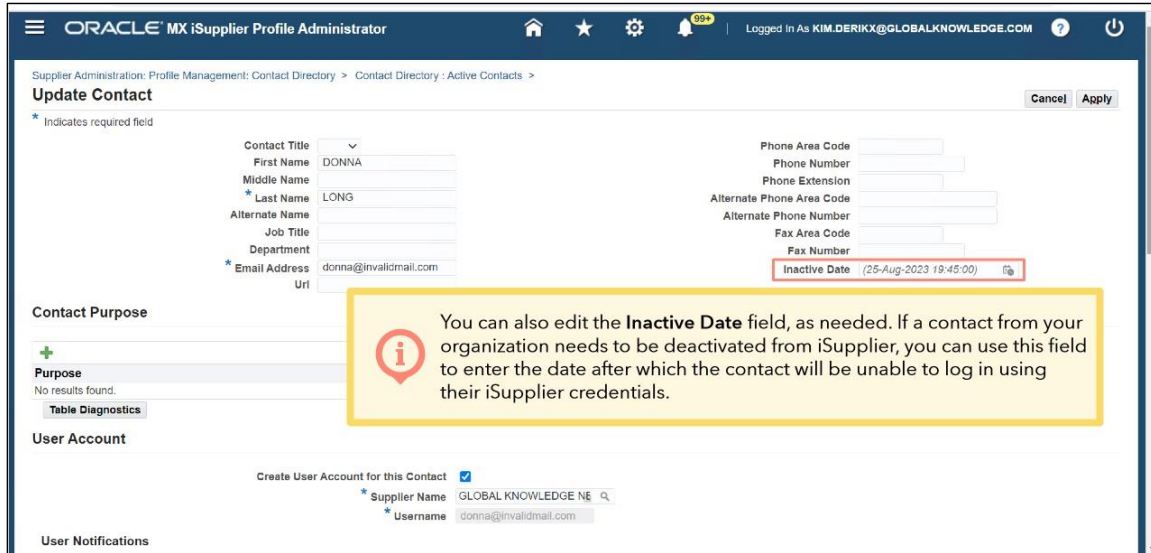 ORACLE MX iSupplier Profile Administrator
99+
Logged In As KIM.DERIKX@GLOBALKNOWLEDGE.COM
?
Supplier Administration: Profile Management: Contact Directory > Contact Directory : Active Contacts >
Update Contact
Cancel Apply
* Indicates required field
Contact Title
First Name DONNA
Middle Name
* Last Name LONG
Alternate Name
Job Title
Department
* Email Address donna@invalidmail.com
Url
Phone Area Code
Phone Number
Phone Extension
Alternate Phone Area Code
Alternate Phone Number
Fax Area Code
Fax Number
Inactive Date (25-Aug-2023 19:45:00)
Contact Purpose
Purpose
No results found.
Table Diagnostics
i
You can also edit the Inactive Date field, as needed. If a contact from your
organization needs to be deactivated from iSupplier, you can use this field
to enter the date after which the contact will be unable to log in using
their iSupplier credentials.
User Account
Create User Account for this Contact
* Supplier Name GLOBAL KNOWLEDGE
* Username donna@invalidmail.com
User Notifications